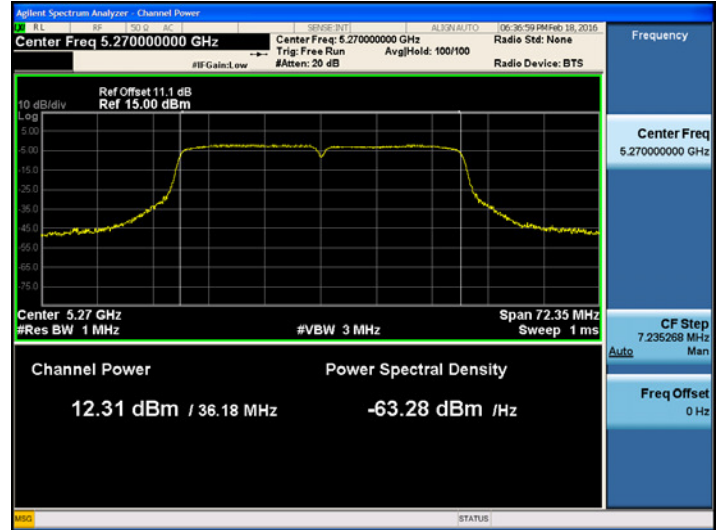 Agilent Spectrum Analyzer - Channel Power
RL RF 50 Ω AC SENSE:INT ALIGN AUTO 06:36:59 PM Feb 18, 2016
Center Freq 5.270000000 GHz
#IFGain:Low
Center Freq: 5.270000000 GHz
Trig: Free Run Avg|Hold: 100/100
#Atten: 20 dB
Radio Std: None
Radio Device: BTS
Frequency
Ref Offset 11.1 dB
10 dB/div Ref 15.00 dBm
Log
5.00
-5.00
-15.0
-25.0
-35.0
-45.0
-55.0
-65.0
-75.0
Center 5.27 GHz Span 72.35 MHz
#Res BW 1 MHz #VBW 3 MHz Sweep 1 ms
Channel Power Power Spectral Density
12.31 dBm / 36.18 MHz -63.28 dBm /Hz
Center Freq
5.270000000 GHz
CF Step
7.235268 MHz
Auto Man
Freq Offset
0 Hz
MSG STATUS